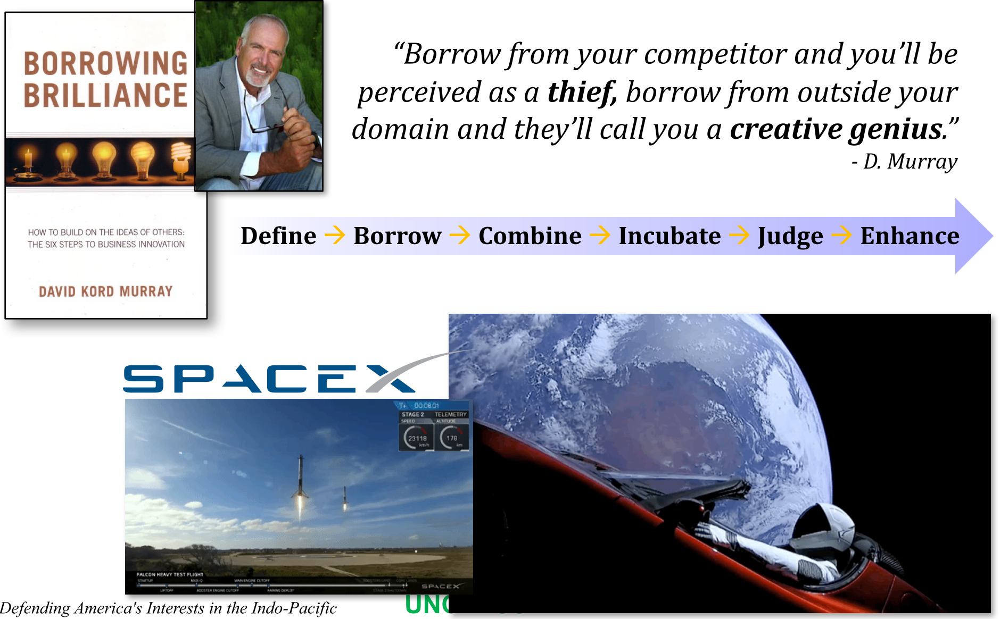 BORROWING
BRILLIANCE
HOW TO BUILD ON THE IDEAS OF OTHERS:
THE SIX STEPS TO BUSINESS INNOVATION
DAVID KORD MURRAY
“Borrow from your competitor and you’ll be
perceived as a thief, borrow from outside your
domain and they’ll call you a creative genius.”
- D. Murray
Define → Borrow → Combine → Incubate → Judge → Enhance
SPACEX
T+ 00:08:01
STAGE 2 TELEMETRY
SPEED ALTITUDE
23118 178
km/h km
FALCON HEAVY TEST FLIGHT
STARTUP MAX-Q MAIN ENGINE CUTOFF BOOSTERS LAND CORE LANDS
LIFTOFF BOOSTER ENGINE CUTOFF FAIRING DEPLOY STAGE 2 SHUTDOWN
SPACEX
Defending America's Interests in the Indo-Pacific